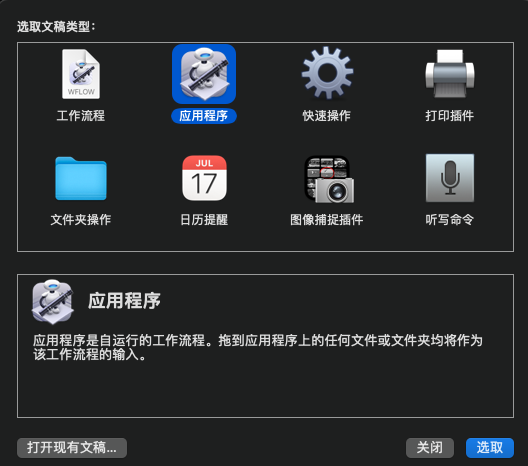 选取文稿类型：
WFLOW
工作流程
应用程序
快速操作
打印插件
JUL
17
文件夹操作
日历提醒
图像捕捉插件
听写命令
应用程序
应用程序是自运行的工作流程。拖到应用程序上的任何文件或文件夹均将作为
该工作流程的输入。
打开现有文稿...
关闭
选取